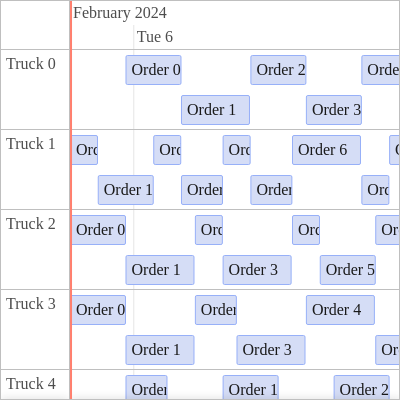 February 2024
Tue 6
Truck 0
Order 0
Order 2
Orde
Order 1
Order 3
Truck 1
Ord
Ord
Ord
Order 6
Order 1
Order
Order
Ord
Truck 2
Order 0
Ord
Ord
Or
Order 1
Order 3
Order 5
Truck 3
Order 0
Order
Order 4
Order 1
Order 3
Or
Truck 4
Order
Order 1
Order 2